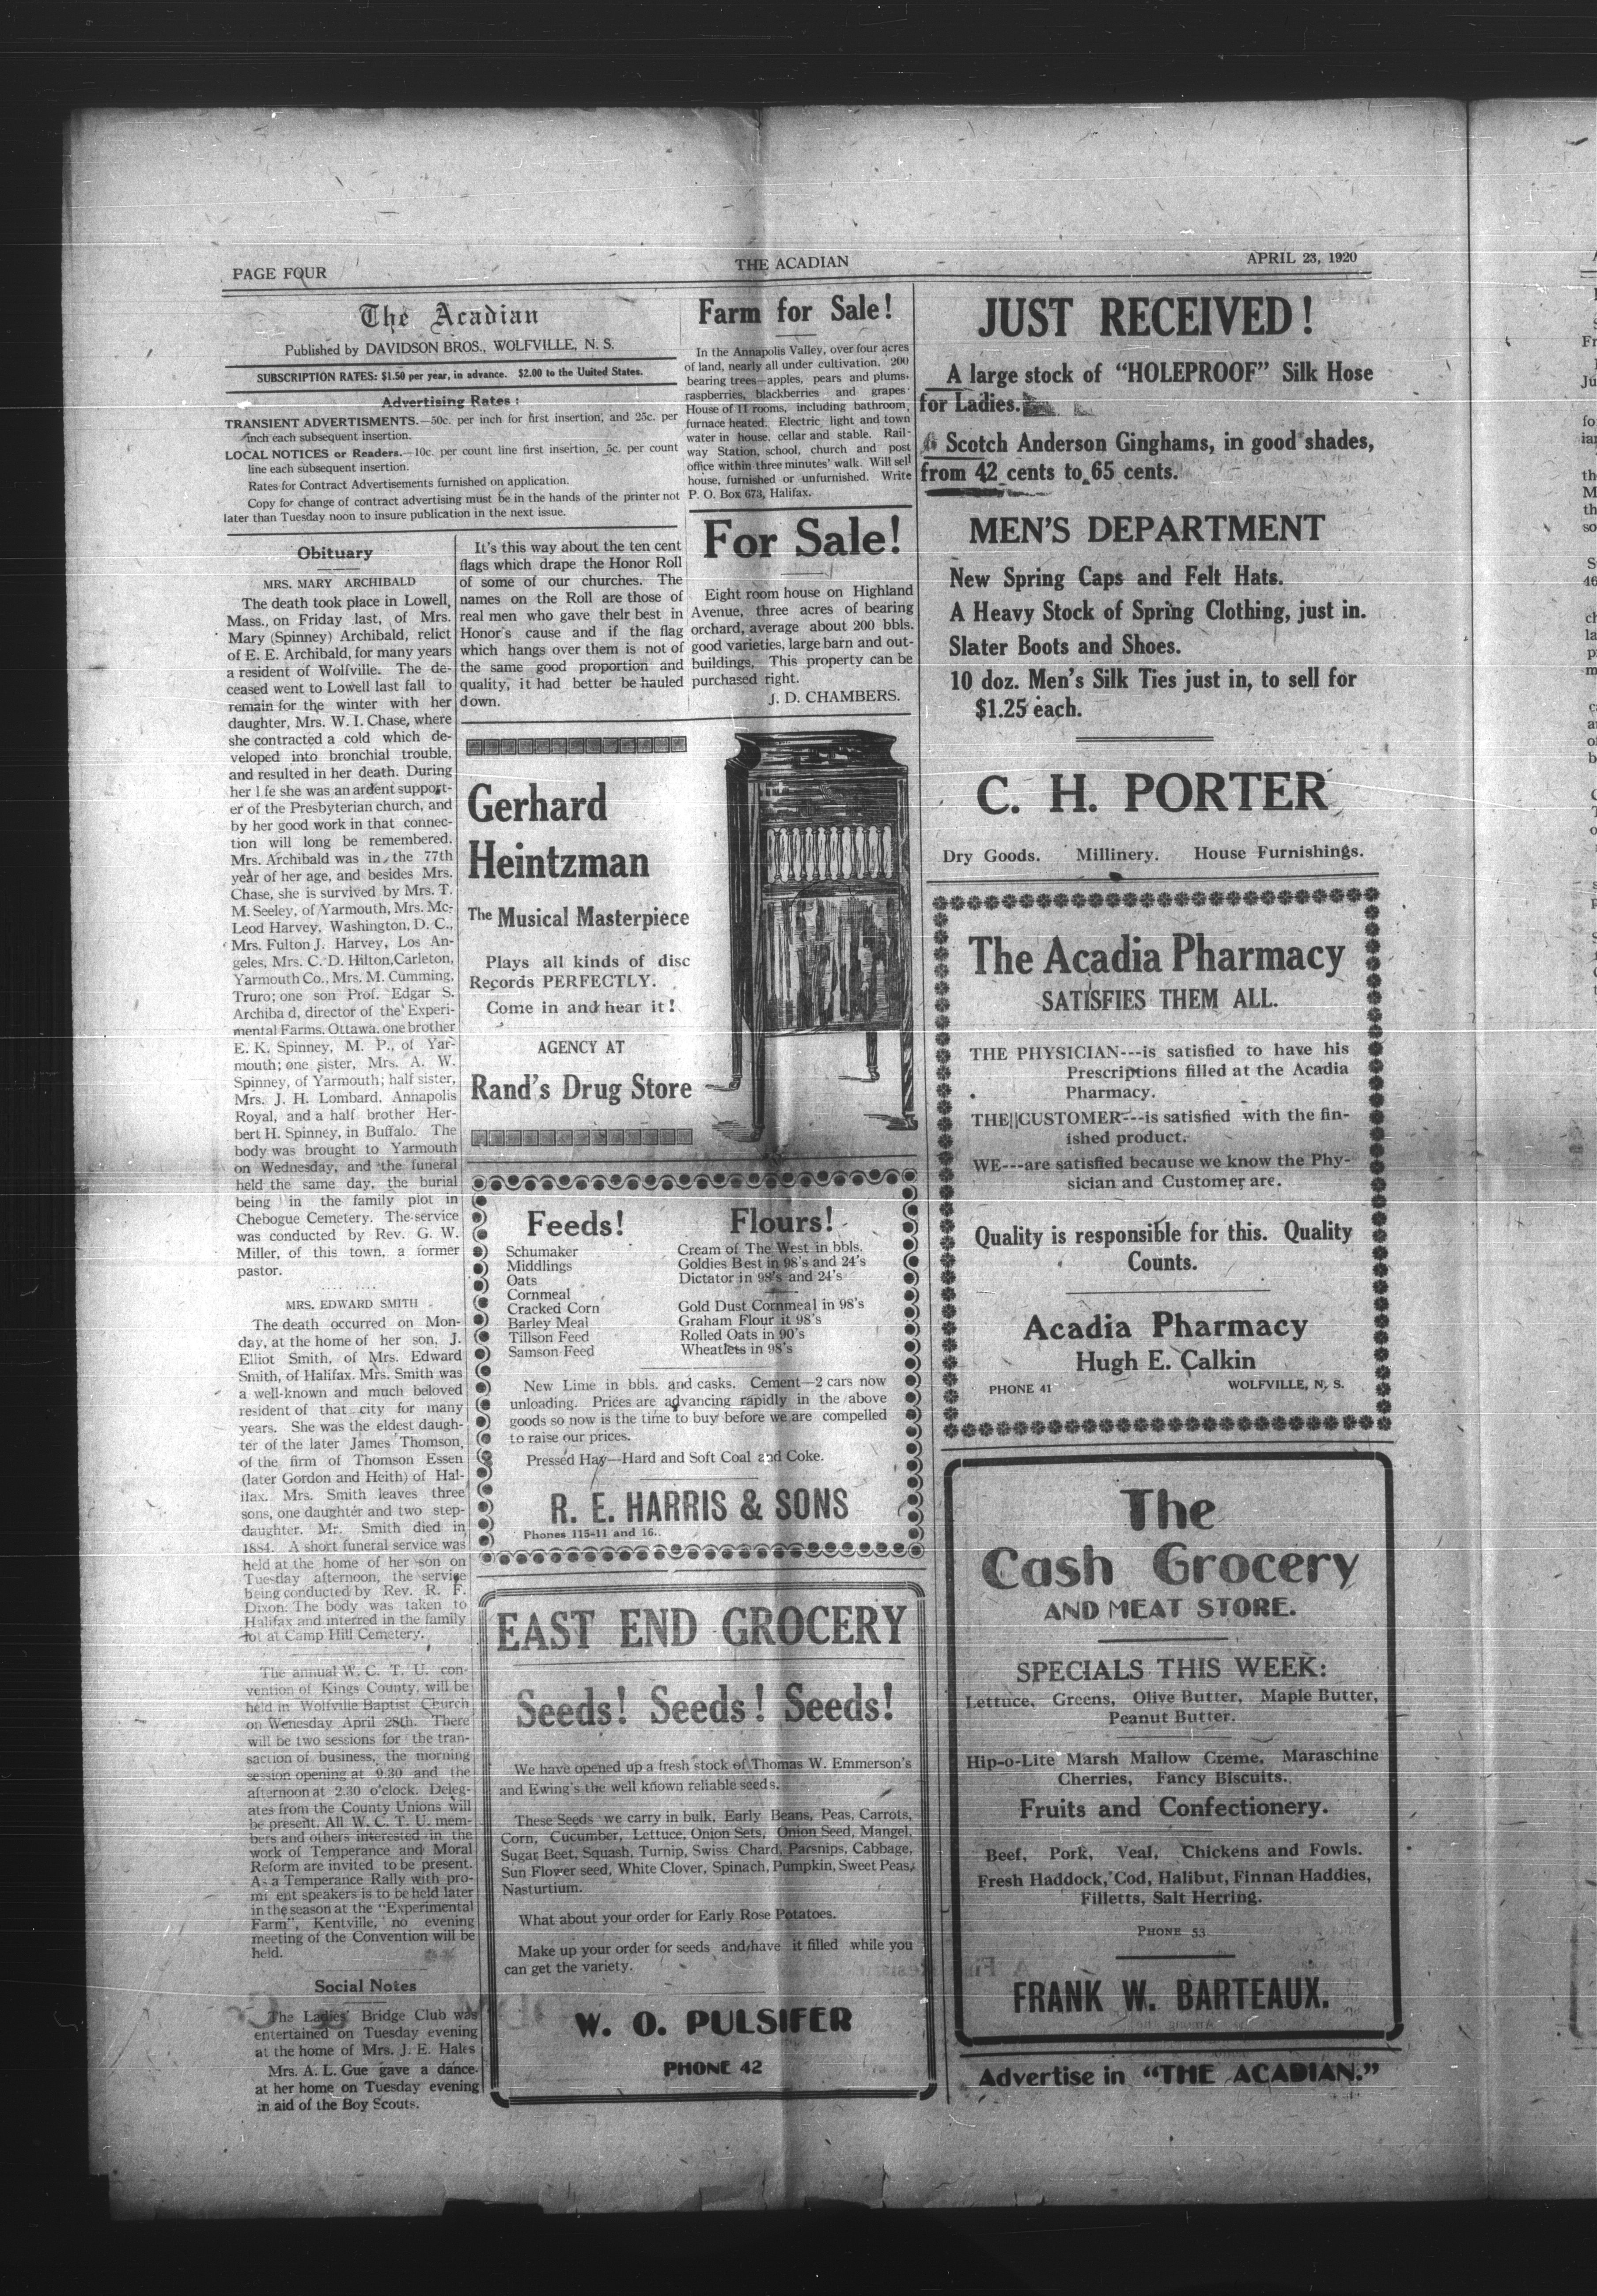 PAGE FOUR
THE ACADIAN
APRIL 23, 1920
The Acadian
Published by DAVIDSON BROS., WOLFVILLE, N. S.
SUBSCRIPTION RATES: $1.50 per year, in advance. $2.00 to the United States.
Advertising Rates :
TRANSIENT ADVERTISMENTS.—50c. per inch for first insertion, and 25c. per
inch each subsequent insertion.
LOCAL NOTICES or Readers.—10c. per count line first insertion, 5c. per count
line each subsequent insertion.
Rates for Contract Advertisements furnished on application.
Copy for change of contract advertising must be in the hands of the printer not
later than Tuesday noon to insure publication in the next issue.
Obituary
MRS. MARY ARCHIBALD
The death took place in Lowell,
Mass., on Friday last, of Mrs.
Mary (Spinney) Archibald, relict
of E. E. Archibald, for many years
a resident of Wolfville. The de-
ceased went to Lowell last fall to
remain for the winter with her
daughter, Mrs. W. I. Chase, where
she contracted a cold which de-
veloped into bronchial trouble,
and resulted in her death. During
her l fe she was an ardent support-
er of the Presbyterian church, and
by her good work in that connec-
tion will long be remembered.
Mrs. Archibald was in the 77th
year of her age, and besides Mrs.
Chase, she is survived by Mrs. T.
M. Seeley, of Yarmouth, Mrs. Mc-
Leod Harvey, Washington, D. C.,
Mrs. Fulton J. Harvey, Los An-
geles, Mrs. C. D. Hilton, Carleton,
Yarmouth Co., Mrs. M. Cumming,
Truro; one son Prof. Edgar S.
Archiba d, director of the Experi-
mental Farms, Ottawa, one brother
E. K. Spinney, M. P., of Yar-
mouth; one sister, Mrs. A. W.
Spinney, of Yarmouth; half sister,
Mrs. J. H. Lombard, Annapolis
Royal, and a half brother Her-
bert H. Spinney, in Buffalo. The
body was brought to Yarmouth
on Wednesday, and the funeral
held the same day, the burial
being in the family plot in
Chebogue Cemetery. The service
was conducted by Rev. G. W.
Miller, of this town, a former
pastor.
MRS. EDWARD SMITH
The death occurred on Mon-
day, at the home of her son, J.
Elliot Smith, of Mrs. Edward
Smith, of Halifax. Mrs. Smith was
a well-known and much beloved
resident of that city for many
years. She was the eldest daugh-
ter of the later James Thomson,
of the firm of Thomson Essen
(later Gordon and Heith) of Hal-
ifax. Mrs. Smith leaves three
sons, one daughter and two step-
daughter. Mr. Smith died in
1884. A short funeral service was
held at the home of her son on
Tuesday afternoon, the service
being conducted by Rev. R. F.
Dixon. The body was taken to
Halifax and interred in the family
lot at Camp Hill Cemetery.
The annual W. C. T. U. con-
vention of Kings County, will be
held in Wolfville Baptist Church
on Wenesday April 28th. There
will be two sessions for the tran-
saction of business, the morning
session opening at 9.30 and the
afternoon at 2.30 o'clock. Deleg-
ates from the County Unions will
be present. All W. C. T. U. mem-
bers and others interested in the
work of Temperance and Moral
Reform are invited to be present.
As a Temperance Rally with pro-
mi ent speakers is to be held later
in the season at the "Experimental
Farm", Kentville, no evening
meeting of the Convention will be
held.
Social Notes
The Ladies' Bridge Club was
entertained on Tuesday evening
at the home of Mrs. J. E. Hales
Mrs. A. L. Gue gave a dance
at her home on Tuesday evening
in aid of the Boy Scouts.
It's this way about the ten cent
flags which drape the Honor Roll
of some of our churches. The
names on the Roll are those of
real men who gave their best in
Honor's cause and if the flag
which hangs over them is not of
the same good proportion and
quality, it had better be hauled
down.
Farm for Sale!
In the Annapolis Valley, over four acres
of land, nearly all under cultivation. 200
bearing trees—apples, pears and plums,
raspberries, blackberries and grapes
House of 11 rooms, including bathroom,
furnace heated. Electric light and town
water in house, cellar and stable. Rail-
way Station, school, church and post
office within three minutes' walk. Will sell
house, furnished or unfurnished. Write
P. O. Box 673, Halifax.
For Sale!
Eight room house on Highland
Avenue, three acres of bearing
orchard, average about 200 bbls.
good varieties, large barn and out-
buildings. This property can be
purchased right.
J. D. CHAMBERS.
Gerhard
Heintzman
The Musical Masterpiece
Plays all kinds of disc
Records PERFECTLY.
Come in and hear it!
AGENCY AT
Rand's Drug Store
Feeds!
Schumaker
Middlings
Oats
Cornmeal
Cracked Corn
Barley Meal
Tillson Feed
Samson Feed
Flours!
Cream of The West in bbls.
Goldies Best in 98's and 24's
Dictator in 98's and 24's
Gold Dust Cornmeal in 98's
Graham Flour it 98's
Rolled Oats in 90's
Wheatlets in 98's
New Lime in bbls. and casks. Cement—2 cars now
unloading. Prices are advancing rapidly in the above
goods so now is the time to buy before we are compelled
to raise our prices.
Pressed Hay—Hard and Soft Coal and Coke.
R. E. HARRIS & SONS
Phones 115-11 and 16.
EAST END GROCERY
Seeds! Seeds! Seeds!
We have opened up a fresh stock of Thomas W. Emmerson's
and Ewing's the well known reliable seeds.
These Seeds we carry in bulk, Early Beans, Peas, Carrots,
Corn, Cucumber, Lettuce, Onion Sets, Onion Seed, Mangel,
Sugar Beet, Squash, Turnip, Swiss Chard, Parsnips, Cabbage,
Sun Flower seed, White Clover, Spinach, Pumpkin, Sweet Peas,
Nasturtium.
What about your order for Early Rose Potatoes.
Make up your order for seeds and have it filled while you
can get the variety.
W. O. PULSIFER
PHONE 42
JUST RECEIVED!
A large stock of "HOLEPROOF" Silk Hose
for Ladies.
Scotch Anderson Ginghams, in good shades,
from 42 cents to 65 cents.
MEN'S DEPARTMENT
New Spring Caps and Felt Hats.
A Heavy Stock of Spring Clothing, just in.
Slater Boots and Shoes.
10 doz. Men's Silk Ties just in, to sell for
$1.25 each.
C. H. PORTER
Dry Goods. Millinery. House Furnishings.
The Acadia Pharmacy
SATISFIES THEM ALL.
THE PHYSICIAN---is satisfied to have his
Prescriptions filled at the Acadia
Pharmacy.
THE||CUSTOMER---is satisfied with the fin-
ished product.
WE---are satisfied because we know the Phy-
sician and Customer are.
Quality is responsible for this. Quality
Counts.
Acadia Pharmacy
Hugh E. Calkin
PHONE 41
WOLFVILLE, N. S.
The
Cash Grocery
AND MEAT STORE.
SPECIALS THIS WEEK:
Lettuce, Greens, Olive Butter, Maple Butter,
Peanut Butter.
Hip-o-Lite Marsh Mallow Creme, Maraschine
Cherries, Fancy Biscuits.
Fruits and Confectionery.
Beef, Pork, Veal, Chickens and Fowls.
Fresh Haddock, Cod, Halibut, Finnan Haddies,
Filletts, Salt Herring.
PHONE 53
FRANK W. BARTEAUX.
Advertise in "THE ACADIAN."